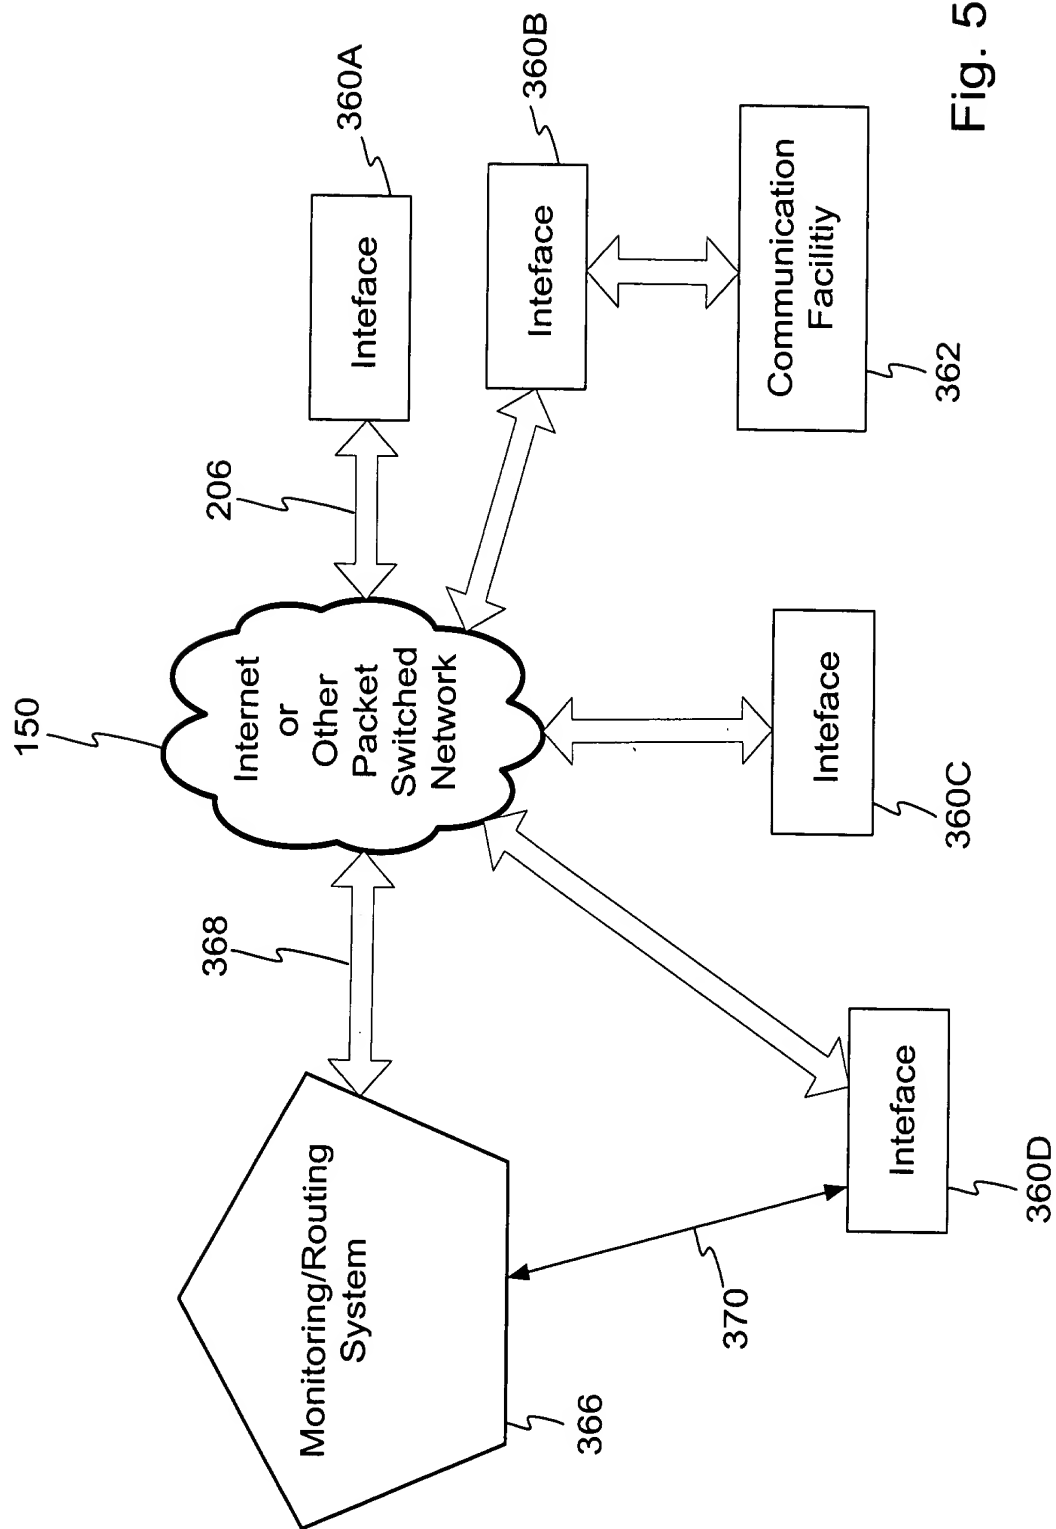 150
Internet
or
Other
Packet
Switched
Network
368
206
Monitoring/Routing
System
366
370
Inteface
360A
Inteface
360B
Communication
Facilitiy
362
Inteface
360C
Inteface
360D
Fig. 5